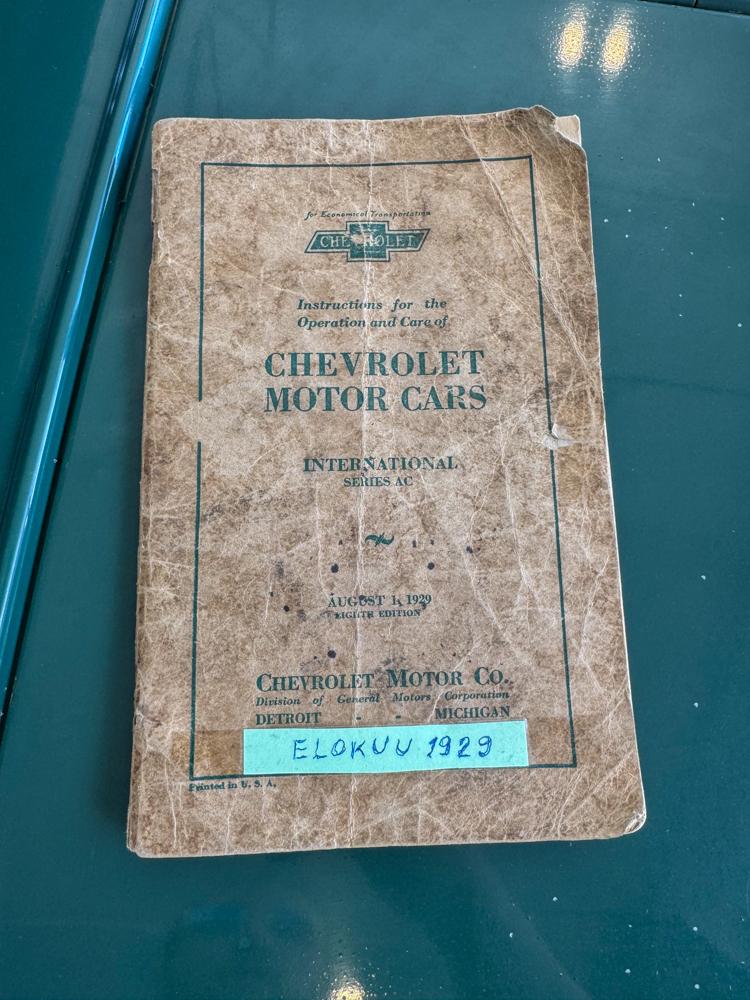 for Economical Transportation
CHEVROLET
Instructions for the
Operation and Care of
CHEVROLET
MOTOR CARS
INTERNATIONAL
SERIES AC
AUGUST 1, 1929
EIGHTH EDITION
CHEVROLET MOTOR CO.
Division of General Motors Corporation
DETROIT - - MICHIGAN
ELOKUU 1929
Printed in U. S. A.